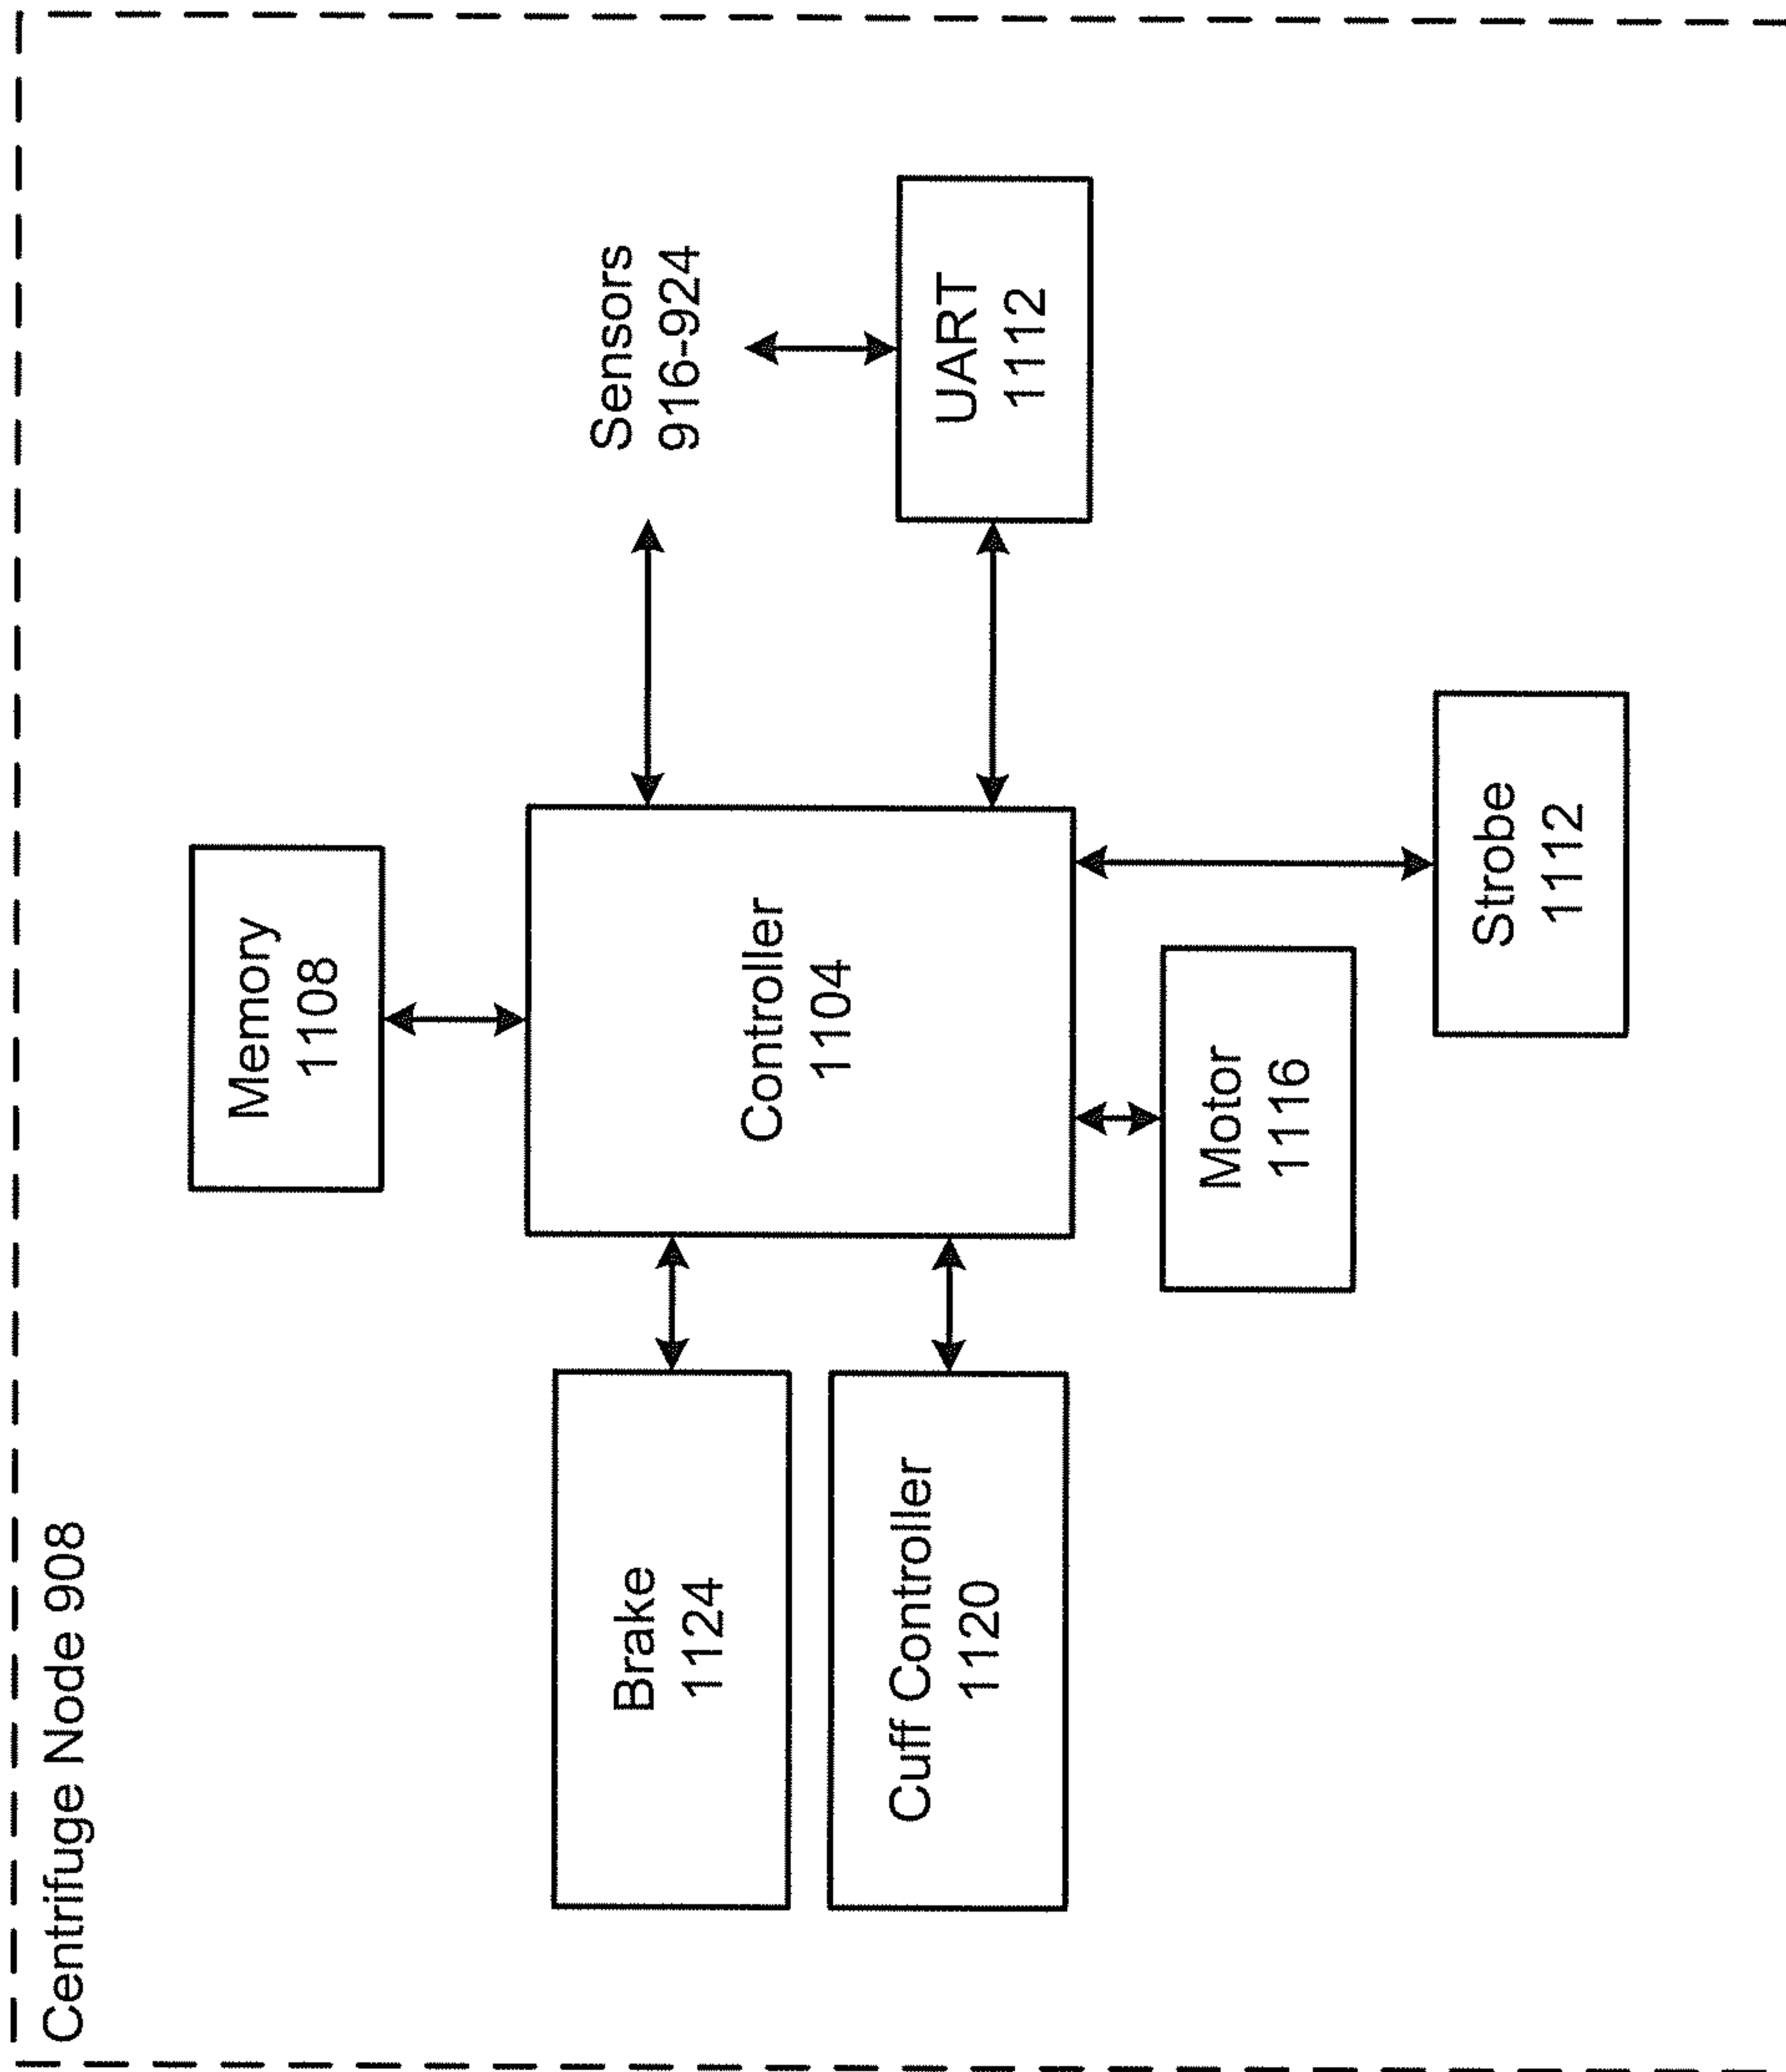 Centrifuge Node 908
Memory
1108
Brake
1124
Cuff Controller
1120
Controller
1104
Sensors
916-924
UART
1112
Motor
1116
Strobe
1112